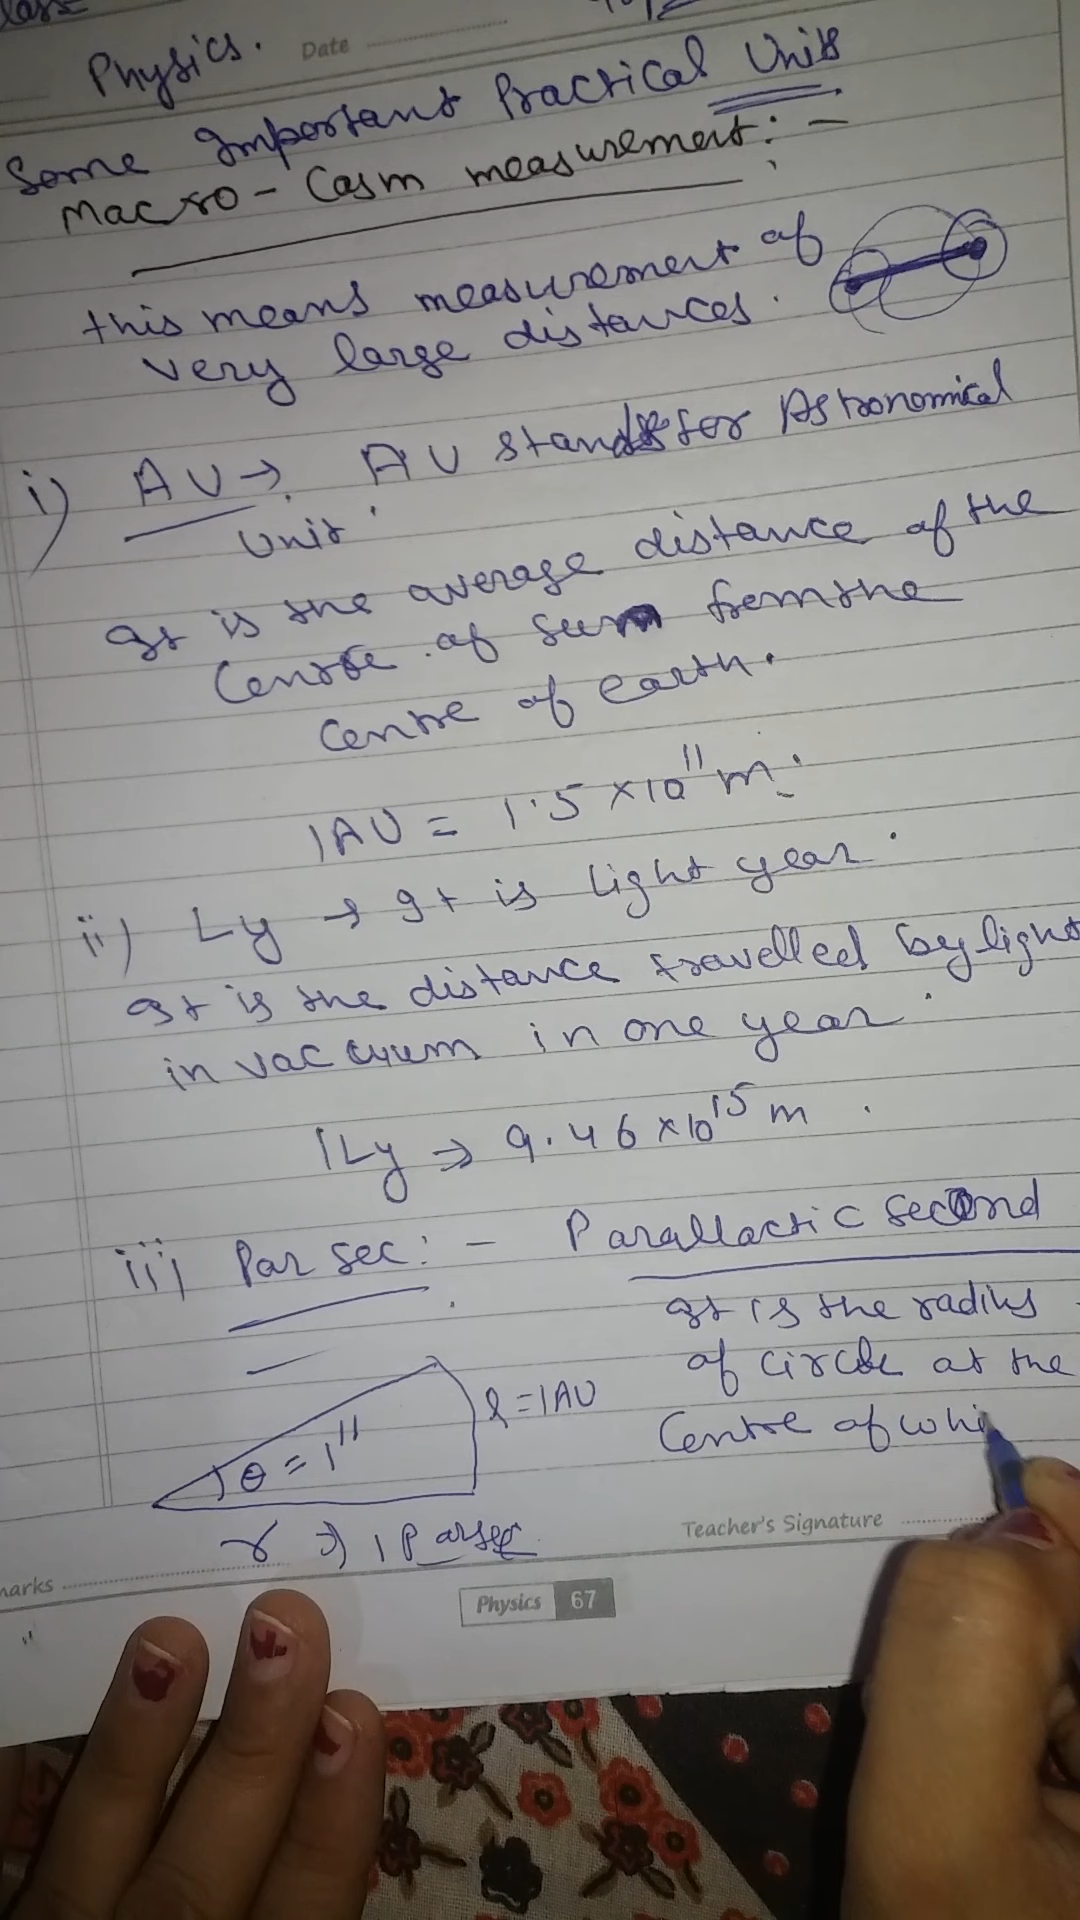 Physics. Date
Some Important Practical Units
Macro-Cosm measurement:-
this means measurement of
very large distances.
i) AU → AU stands for Astronomical
Unit
It is the average distance of the
Centre of sun from the
Centre of earth.
1AU = 1.5 × 10¹¹ m.
ii) Ly → It is light year.
It is the distance travelled by light
in vaccuum in one year.
1Ly ⇒ 9.46 × 10¹⁵ m.
iii) Par sec:- Parallactic Second
It is the radius
of circle at the
Centre of whi
l = 1AU
θ = 1"
r ⇒ 1 Parsec
Teacher's Signature
marks
Physics 67